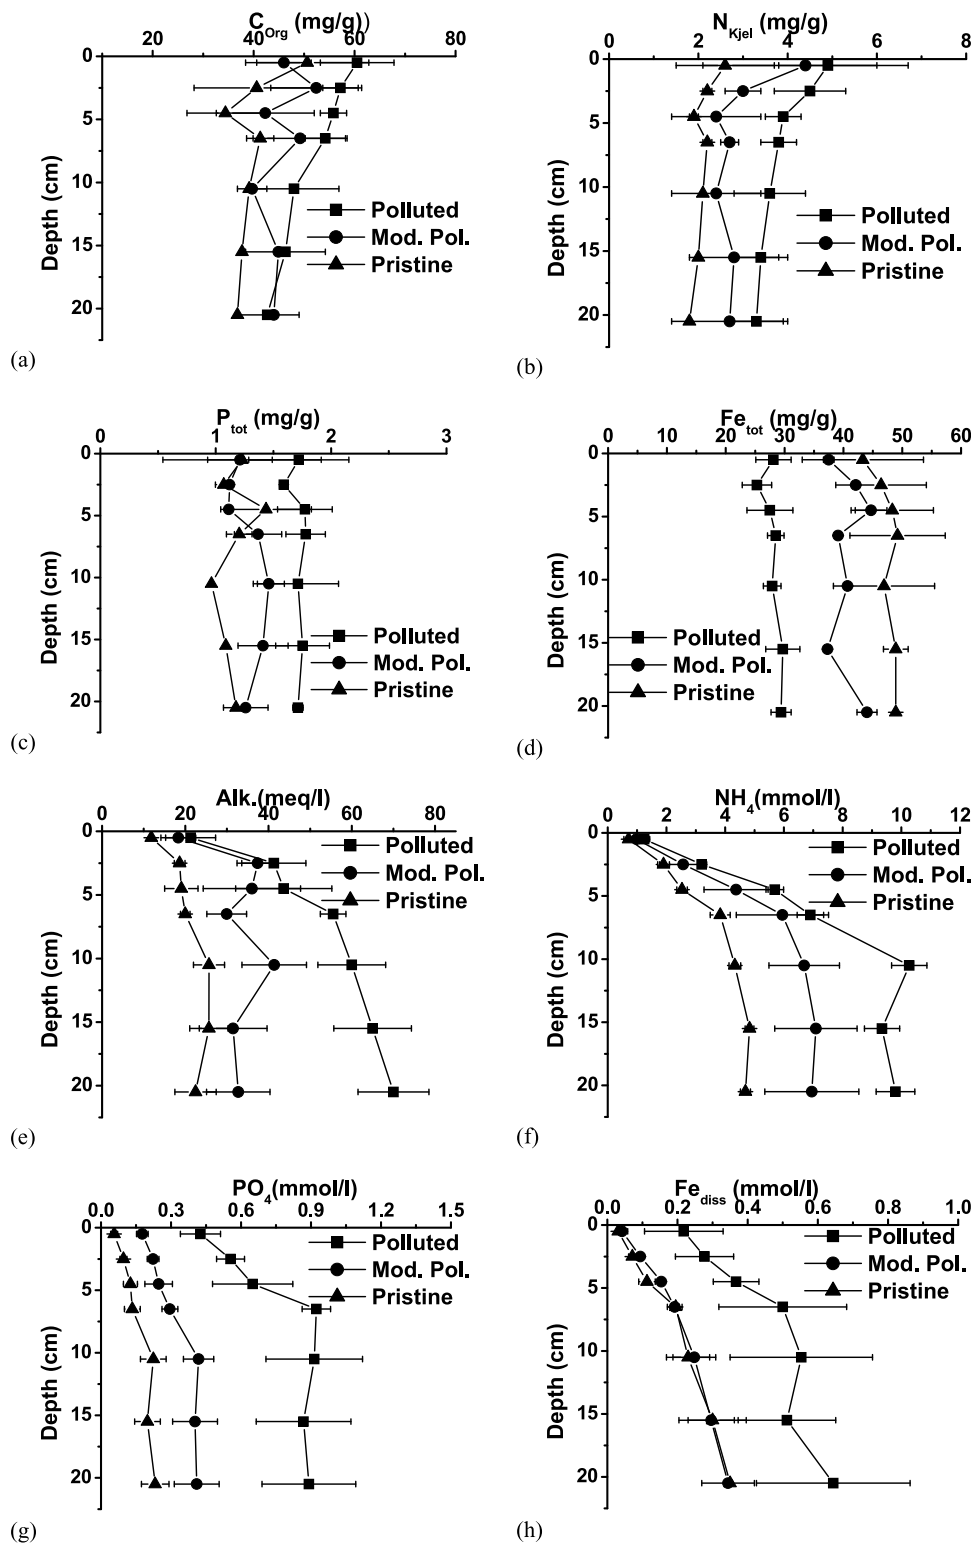 C_Org (mg/g))
0 20 40 60 80
0
5
10
15
20
Depth (cm)
Polluted
Mod. Pol.
Pristine
(a)
N_Kjel (mg/g)
0 2 4 6 8
0
5
10
15
20
Depth (cm)
Polluted
Mod. Pol.
Pristine
(b)
P_tot (mg/g)
0 1 2 3
0
5
10
15
20
Depth (cm)
Polluted
Mod. Pol.
Pristine
(c)
Fe_tot (mg/g)
0 10 20 30 40 50 60
0
5
10
15
20
Depth (cm)
Polluted
Mod. Pol.
Pristine
(d)
Alk.(meq/l)
0 20 40 60 80
0
5
10
15
20
Depth (cm)
Polluted
Mod. Pol.
Pristine
(e)
NH4(mmol/l)
0 2 4 6 8 10 12
0
5
10
15
20
Depth (cm)
Polluted
Mod. Pol.
Pristine
(f)
PO4(mmol/l)
0.0 0.3 0.6 0.9 1.2 1.5
0
5
10
15
20
Depth (cm)
Polluted
Mod. Pol.
Pristine
(g)
Fe_diss (mmol/l)
0.0 0.2 0.4 0.6 0.8 1.0
0
5
10
15
20
Depth (cm)
Polluted
Mod. Pol.
Pristine
(h)